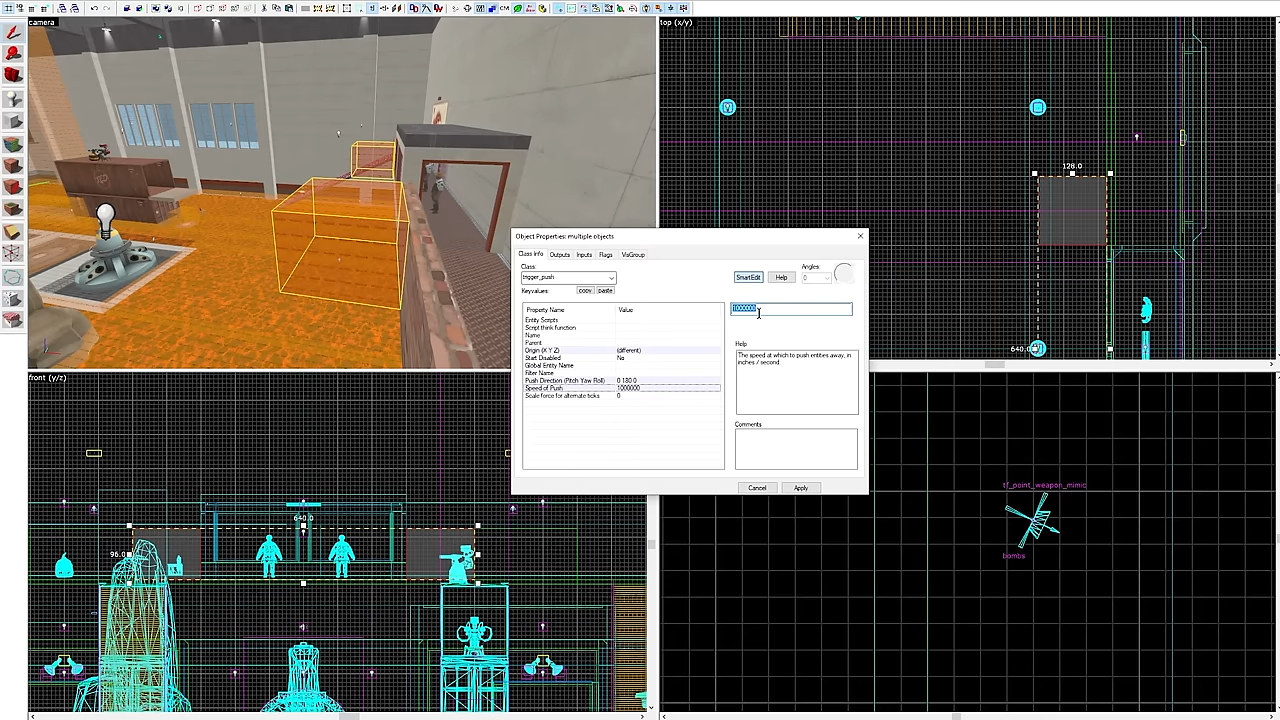 camera
top (x/y)
128.0
640.0
Object Properties: multiple objects
Class Info Outputs Inputs Flags VisGroup
Class:
trigger_push
SmartEdit Help
Angles:
0
Keyvalues: copy paste
Property Name Value
1000000
Entity Scripts
Script think function
Name
Parent
Origin (X Y Z) (different)
Start Disabled No
Global Entity Name
Filter Name
Push Direction (Pitch Yaw Roll) 0 180 0
Speed of Push 1000000
Scale force for alternate ticks 0
Help
The speed at which to push entities away, in
inches / second.
Comments
Cancel Apply
front (y/z)
640.0
96.0
tf_point_weapon_mimic
bombs